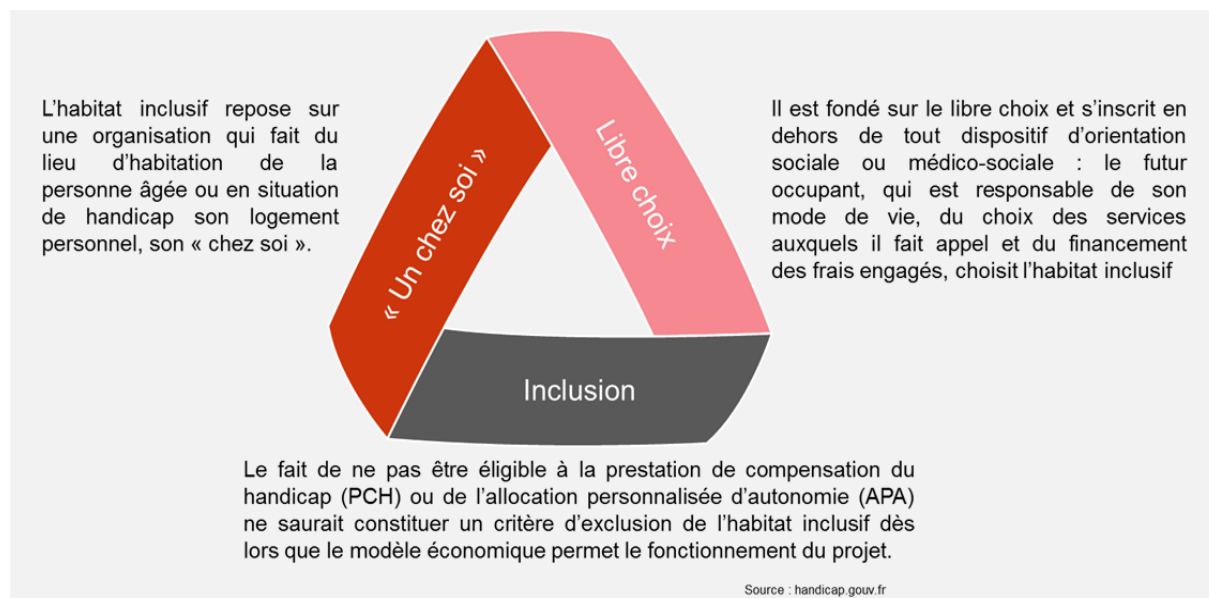 L’habitat inclusif repose sur
une organisation qui fait du
lieu d’habitation de la
personne âgée ou en situation
de handicap son logement
personnel, son « chez soi ».
« Un chez soi »
Libre choix
Il est fondé sur le libre choix et s’inscrit en
dehors de tout dispositif d’orientation
sociale ou médico-sociale : le futur
occupant, qui est responsable de son
mode de vie, du choix des services
auxquels il fait appel et du financement
des frais engagés, choisit l’habitat inclusif
Inclusion
Le fait de ne pas être éligible à la prestation de compensation du
handicap (PCH) ou de l’allocation personnalisée d’autonomie (APA)
ne saurait constituer un critère d’exclusion de l’habitat inclusif dès
lors que le modèle économique permet le fonctionnement du projet.
Source : handicap.gouv.fr